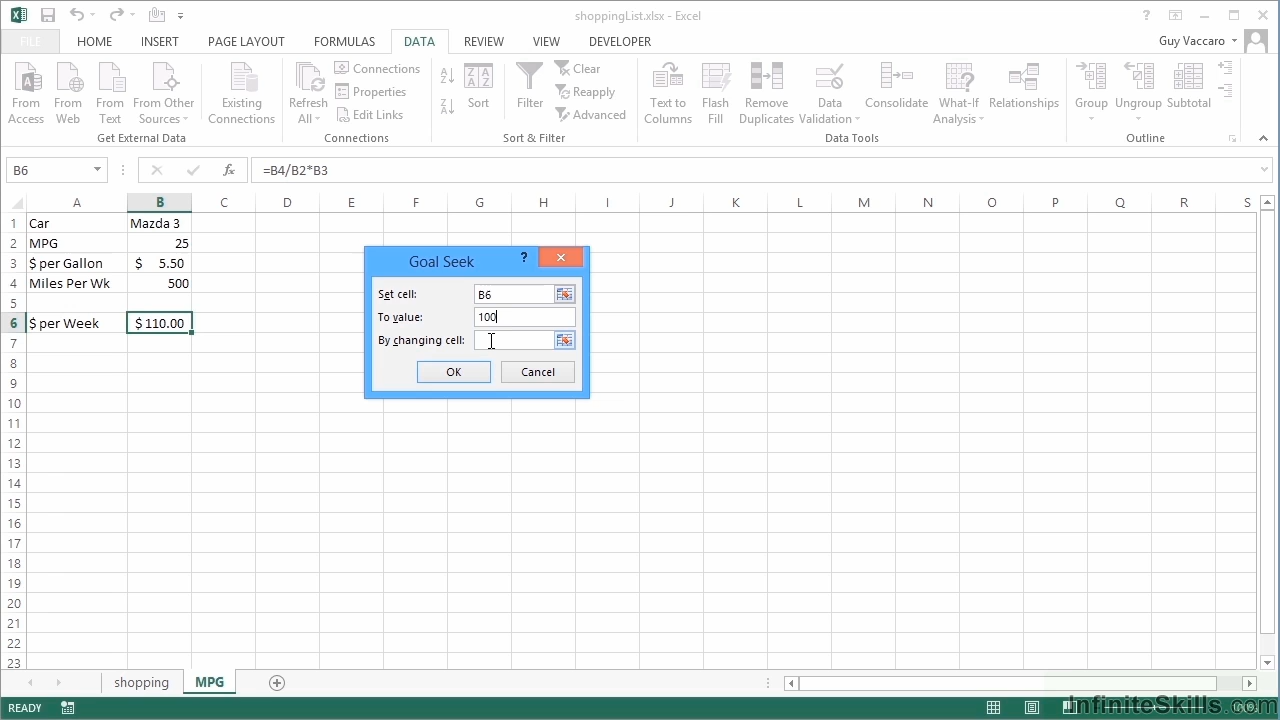 shoppingList.xlsx - Excel
FILE HOME INSERT PAGE LAYOUT FORMULAS DATA REVIEW VIEW DEVELOPER Guy Vaccaro
From Access
From Web
From Text
From Other Sources
Existing Connections
Get External Data
Refresh All
Connections
Properties
Edit Links
Connections
Sort
Filter
Clear
Reapply
Advanced
Sort & Filter
Text to Columns
Flash Fill
Remove Duplicates
Data Validation
Consolidate
What-If Analysis
Relationships
Data Tools
Group
Ungroup
Subtotal
Outline
B6 fx =B4/B2*B3
A B C D E F G H I J K L M N O P Q R S
1 Car Mazda 3
2 MPG 25
3 $ per Gallon $ 5.50
4 Miles Per Wk 500
5
6 $ per Week $ 110.00
7
8
9
10
11
12
13
14
15
16
17
18
19
20
21
22
23
Goal Seek ?
Set cell: B6
To value: 100
By changing cell:
OK Cancel
shopping MPG
READY
InfiniteSkills.com